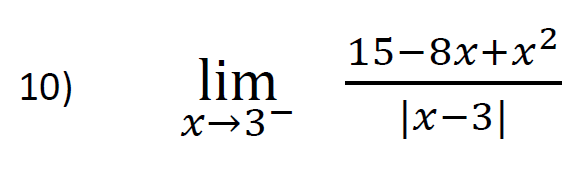 10) lim x→3⁻ 15−8x+x² / |x−3|